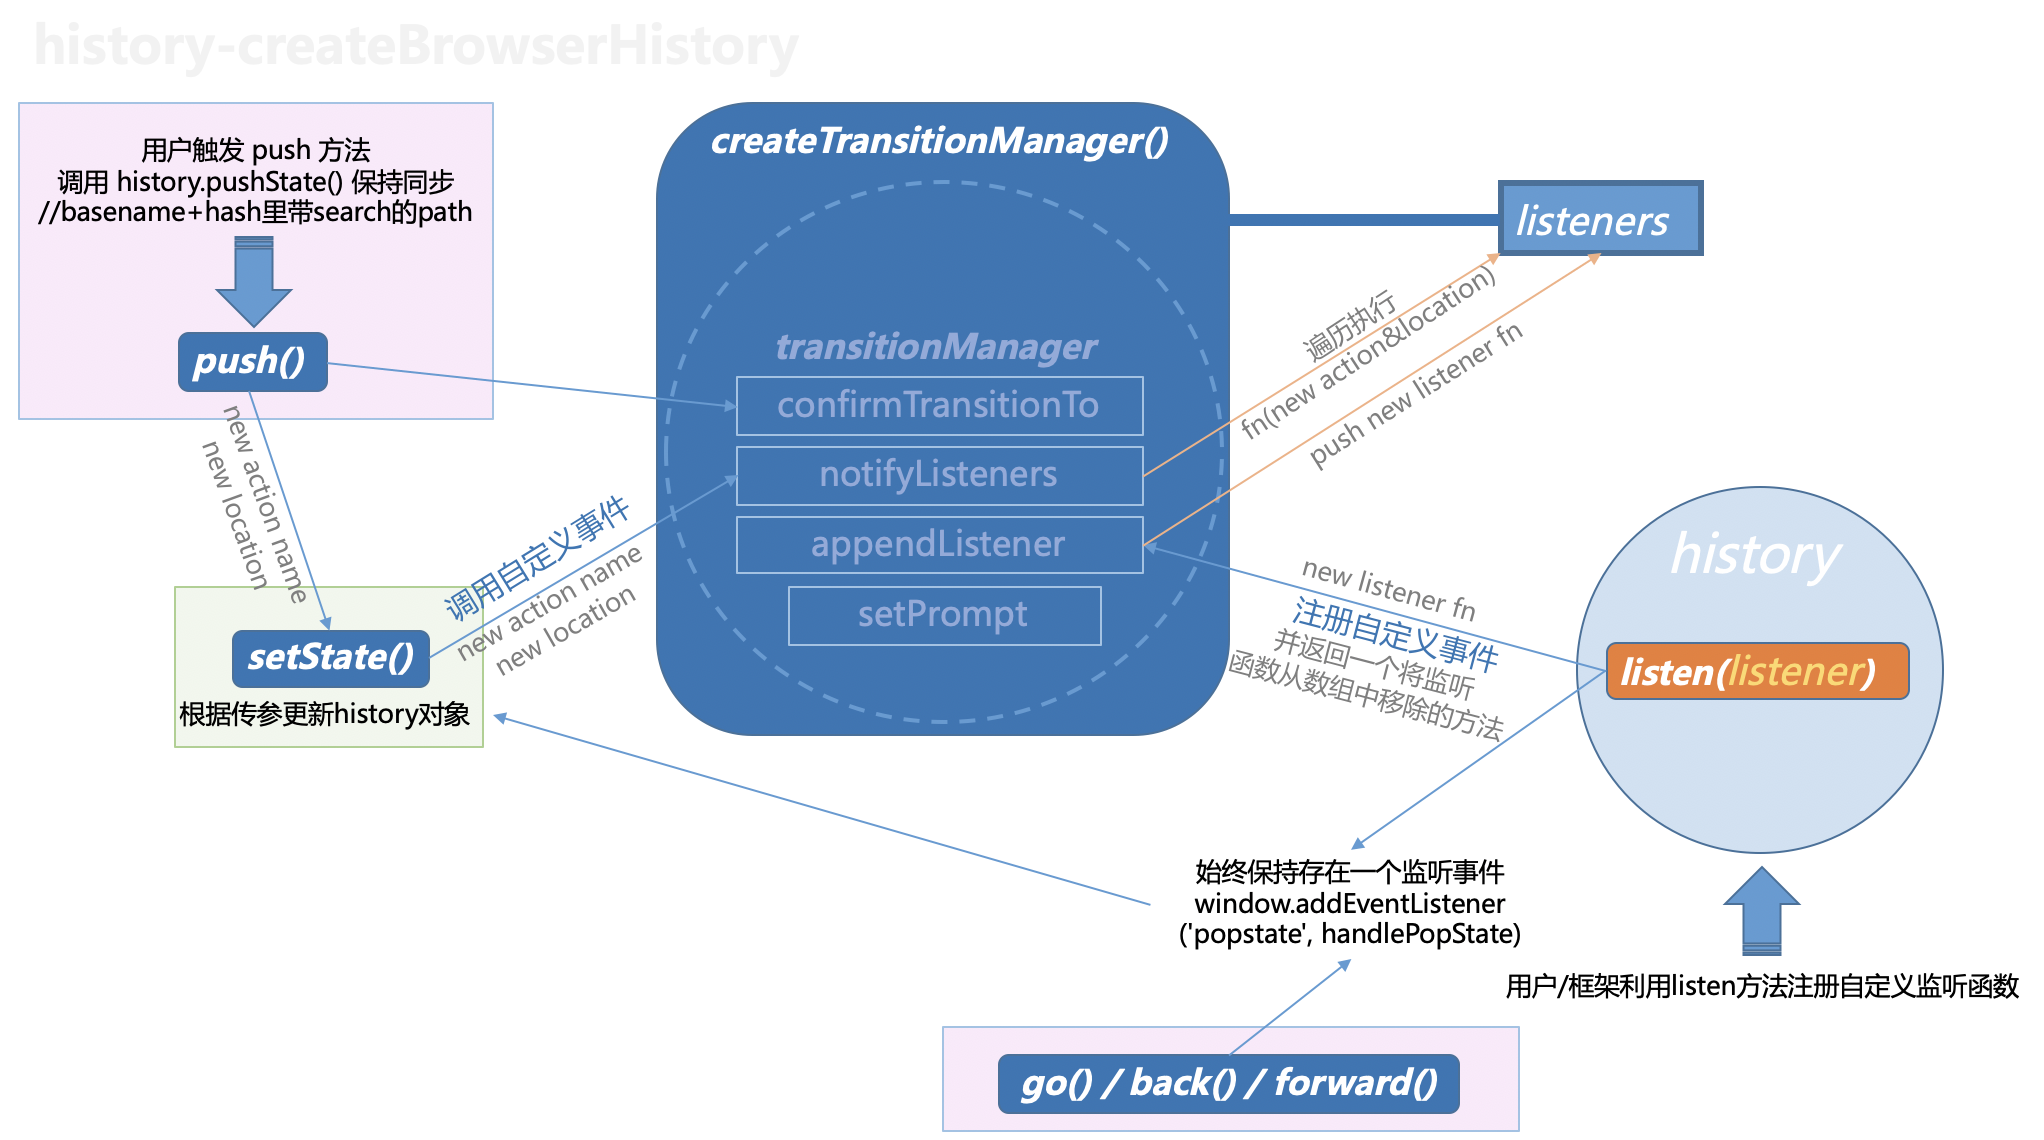 history-createBrowserHistory
用户触发 push 方法
调用 history.pushState() 保持同步
//basename+hash里带search的path
push()
new action name
new location
setState()
根据传参更新history对象
调用自定义事件
new action name
new location
createTransitionManager()
transitionManager
confirmTransitionTo
notifyListeners
appendListener
setPrompt
listeners
遍历执行
fn(new action&location)
push new listener fn
history
listen(listener)
new listener fn
注册自定义事件
并返回一个将监听
函数从数组中移除的方法
始终保持存在一个监听事件
window.addEventListener
('popstate', handlePopState)
用户/框架利用listen方法注册自定义监听函数
go() / back() / forward()